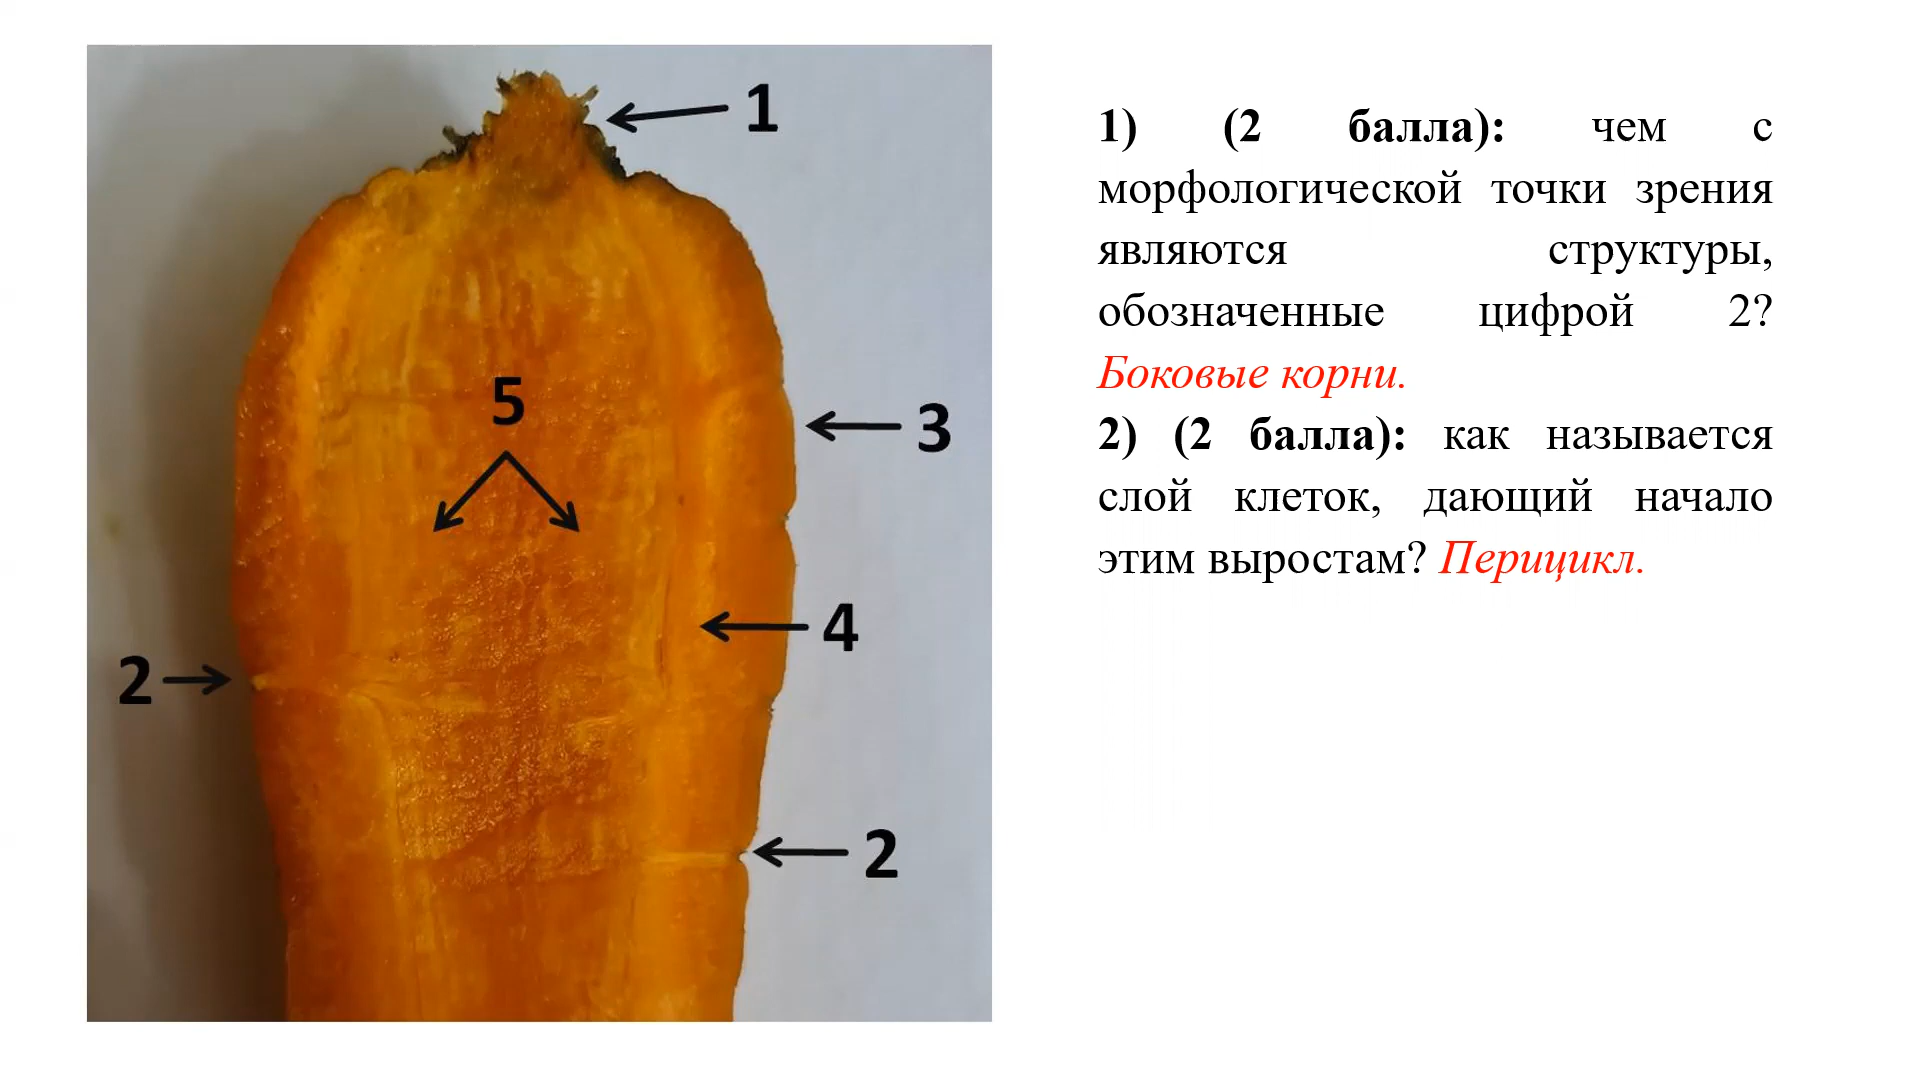 1
5
3
4
2
2
1) (2 балла): чем с
морфологической точки зрения
являются структуры,
обозначенные цифрой 2?
Боковые корни.
2) (2 балла): как называется
слой клеток, дающий начало
этим выростам? Перицикл.